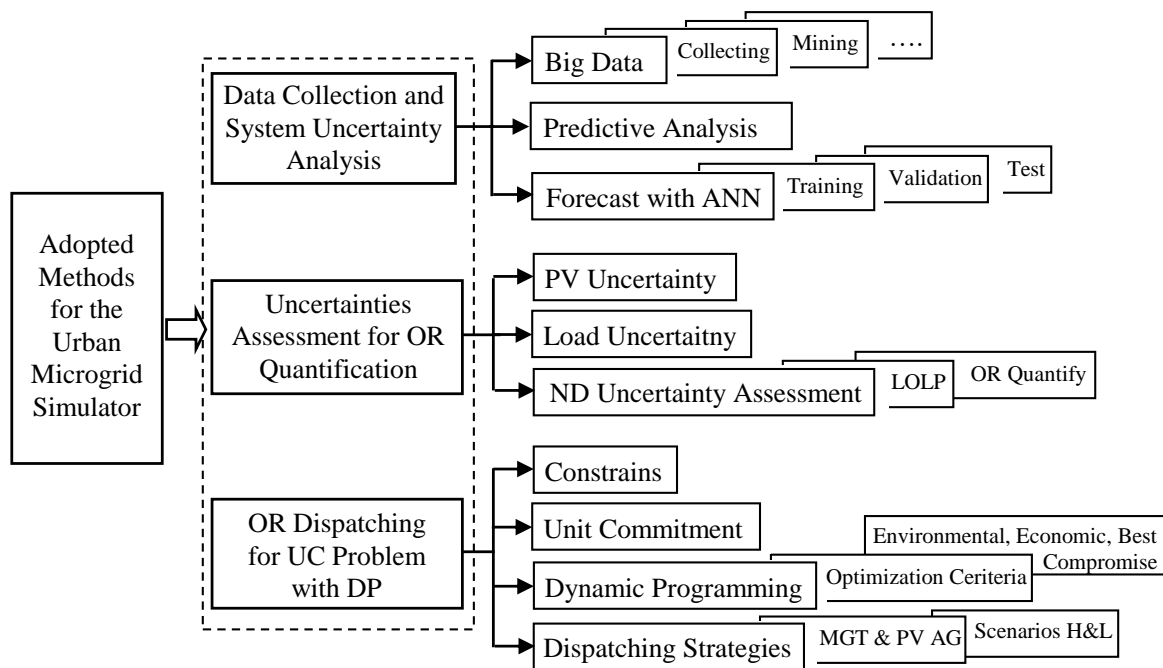 Adopted
Methods
for the
Urban
Microgrid
Simulator
Data Collection and
System Uncertainty
Analysis
Big Data
Collecting
Mining
....
Predictive Analysis
Forecast with ANN
Training
Validation
Test
Uncertainties
Assessment for OR
Quantification
PV Uncertainty
Load Uncertaitny
ND Uncertainty Assessment
LOLP
OR Quantify
OR Dispatching
for UC Problem
with DP
Constrains
Unit Commitment
Dynamic Programming
Optimization Ceriteria
Environmental, Economic, Best
Compromise
Dispatching Strategies
MGT & PV AG
Scenarios H&L